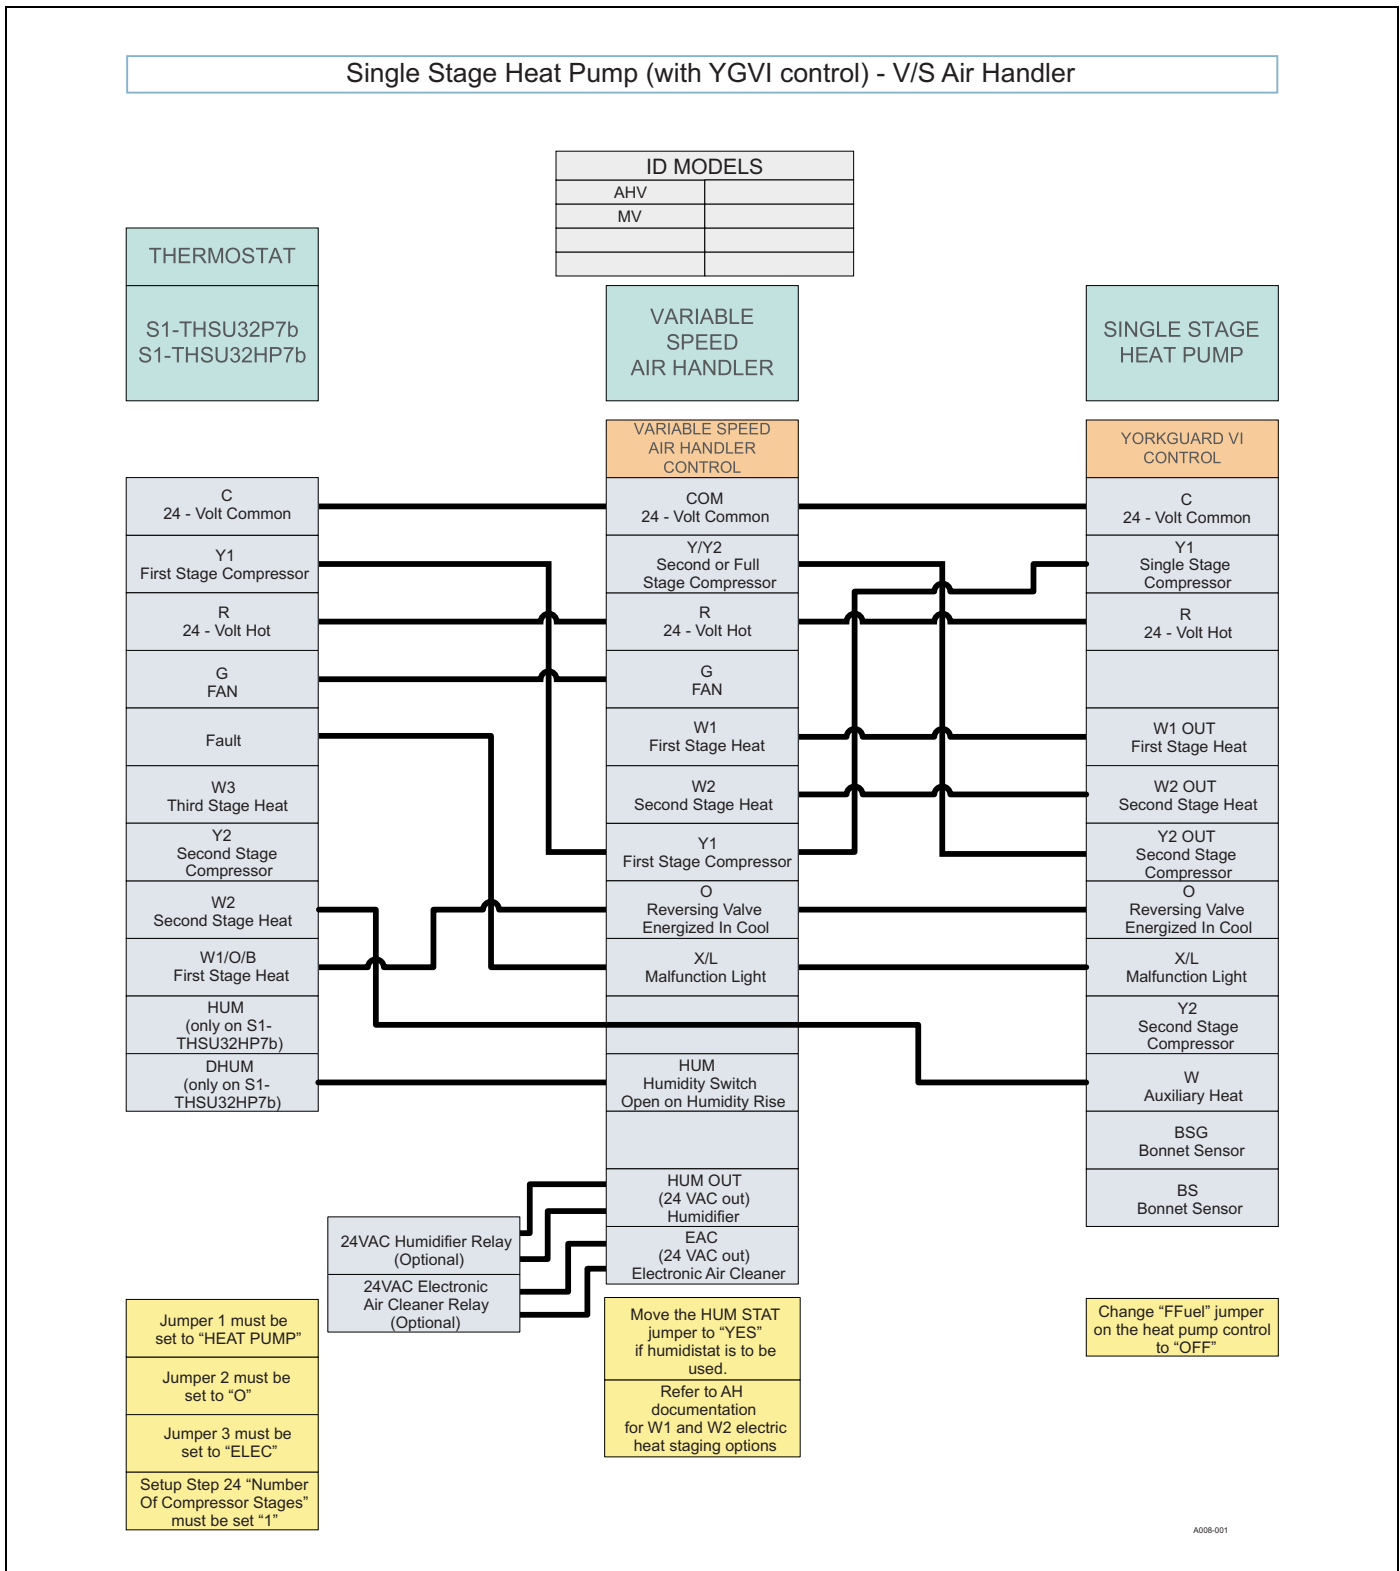 Single Stage Heat Pump (with YGVI control) - V/S Air Handler
ID MODELS
AHV
MV
THERMOSTAT
S1-THSU32P7b
S1-THSU32HP7b
VARIABLE
SPEED
AIR HANDLER
SINGLE STAGE
HEAT PUMP
VARIABLE SPEED
AIR HANDLER
CONTROL
YORKGUARD VI
CONTROL
C
24 - Volt Common
Y1
First Stage Compressor
R
24 - Volt Hot
G
FAN
Fault
W3
Third Stage Heat
Y2
Second Stage
Compressor
W2
Second Stage Heat
W1/O/B
First Stage Heat
HUM
(only on S1-
THSU32HP7b)
DHUM
(only on S1-
THSU32HP7b)
COM
24 - Volt Common
Y/Y2
Second or Full
Stage Compressor
R
24 - Volt Hot
G
FAN
W1
First Stage Heat
W2
Second Stage Heat
Y1
First Stage Compressor
O
Reversing Valve
Energized In Cool
X/L
Malfunction Light
HUM
Humidity Switch
Open on Humidity Rise
HUM OUT
(24 VAC out)
Humidifier
EAC
(24 VAC out)
Electronic Air Cleaner
C
24 - Volt Common
Y1
Single Stage
Compressor
R
24 - Volt Hot
W1 OUT
First Stage Heat
W2 OUT
Second Stage Heat
Y2 OUT
Second Stage
Compressor
O
Reversing Valve
Energized In Cool
X/L
Malfunction Light
Y2
Second Stage
Compressor
W
Auxiliary Heat
BSG
Bonnet Sensor
BS
Bonnet Sensor
24VAC Humidifier Relay
(Optional)
24VAC Electronic
Air Cleaner Relay
(Optional)
Jumper 1 must be
set to “HEAT PUMP”
Jumper 2 must be
set to “O”
Jumper 3 must be
set to “ELEC”
Setup Step 24 “Number
Of Compressor Stages”
must be set “1”
Move the HUM STAT
jumper to “YES”
if humidistat is to be
used.
Refer to AH
documentation
for W1 and W2 electric
heat staging options
Change “FFuel” jumper
on the heat pump control
to “OFF”
A008-001